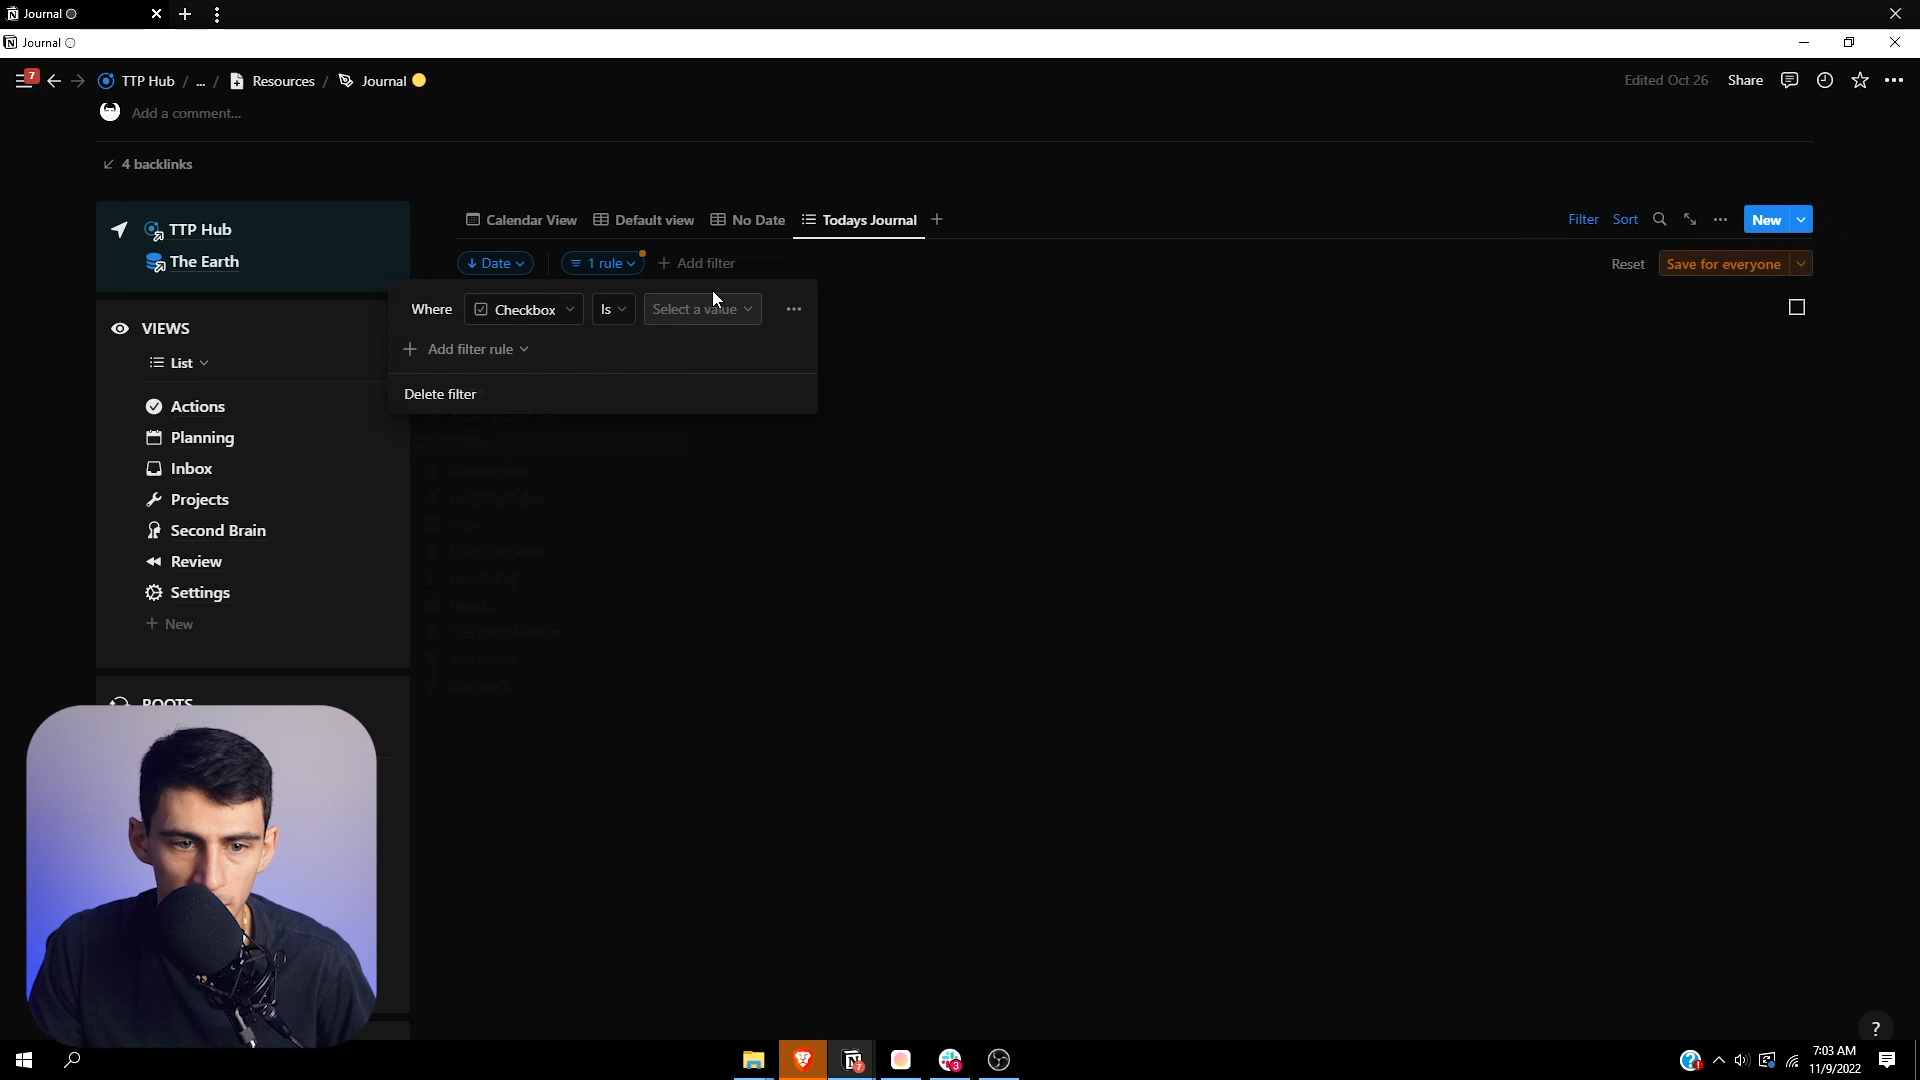 Journal
Journal
7
TTP Hub / ... / Resources / Journal
Edited Oct 26 Share
Add a comment...
4 backlinks
TTP Hub
The Earth
Calendar View Default view No Date Todays Journal
Filter Sort New
Date 1 rule Add filter
Reset Save for everyone
Where Checkbox Is Select a value
Add filter rule
Delete filter
VIEWS
List
Actions
Planning
Inbox
Projects
Second Brain
Review
Settings
New
ROOTS
?
7
3
7:03 AM
11/9/2022